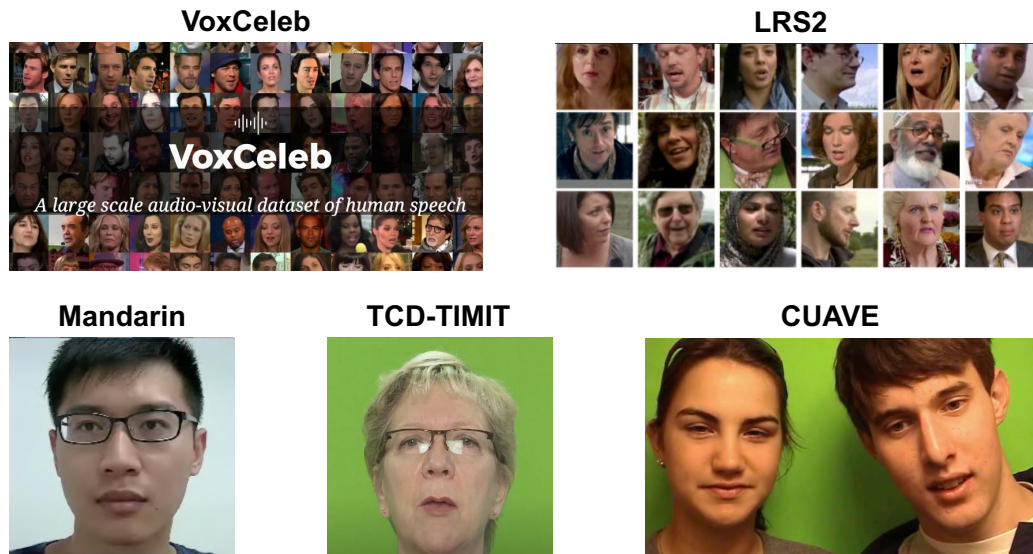 VoxCeleb
LRS2
VoxCeleb
A large scale audio-visual dataset of human speech
Mandarin
TCD-TIMIT
CUAVE